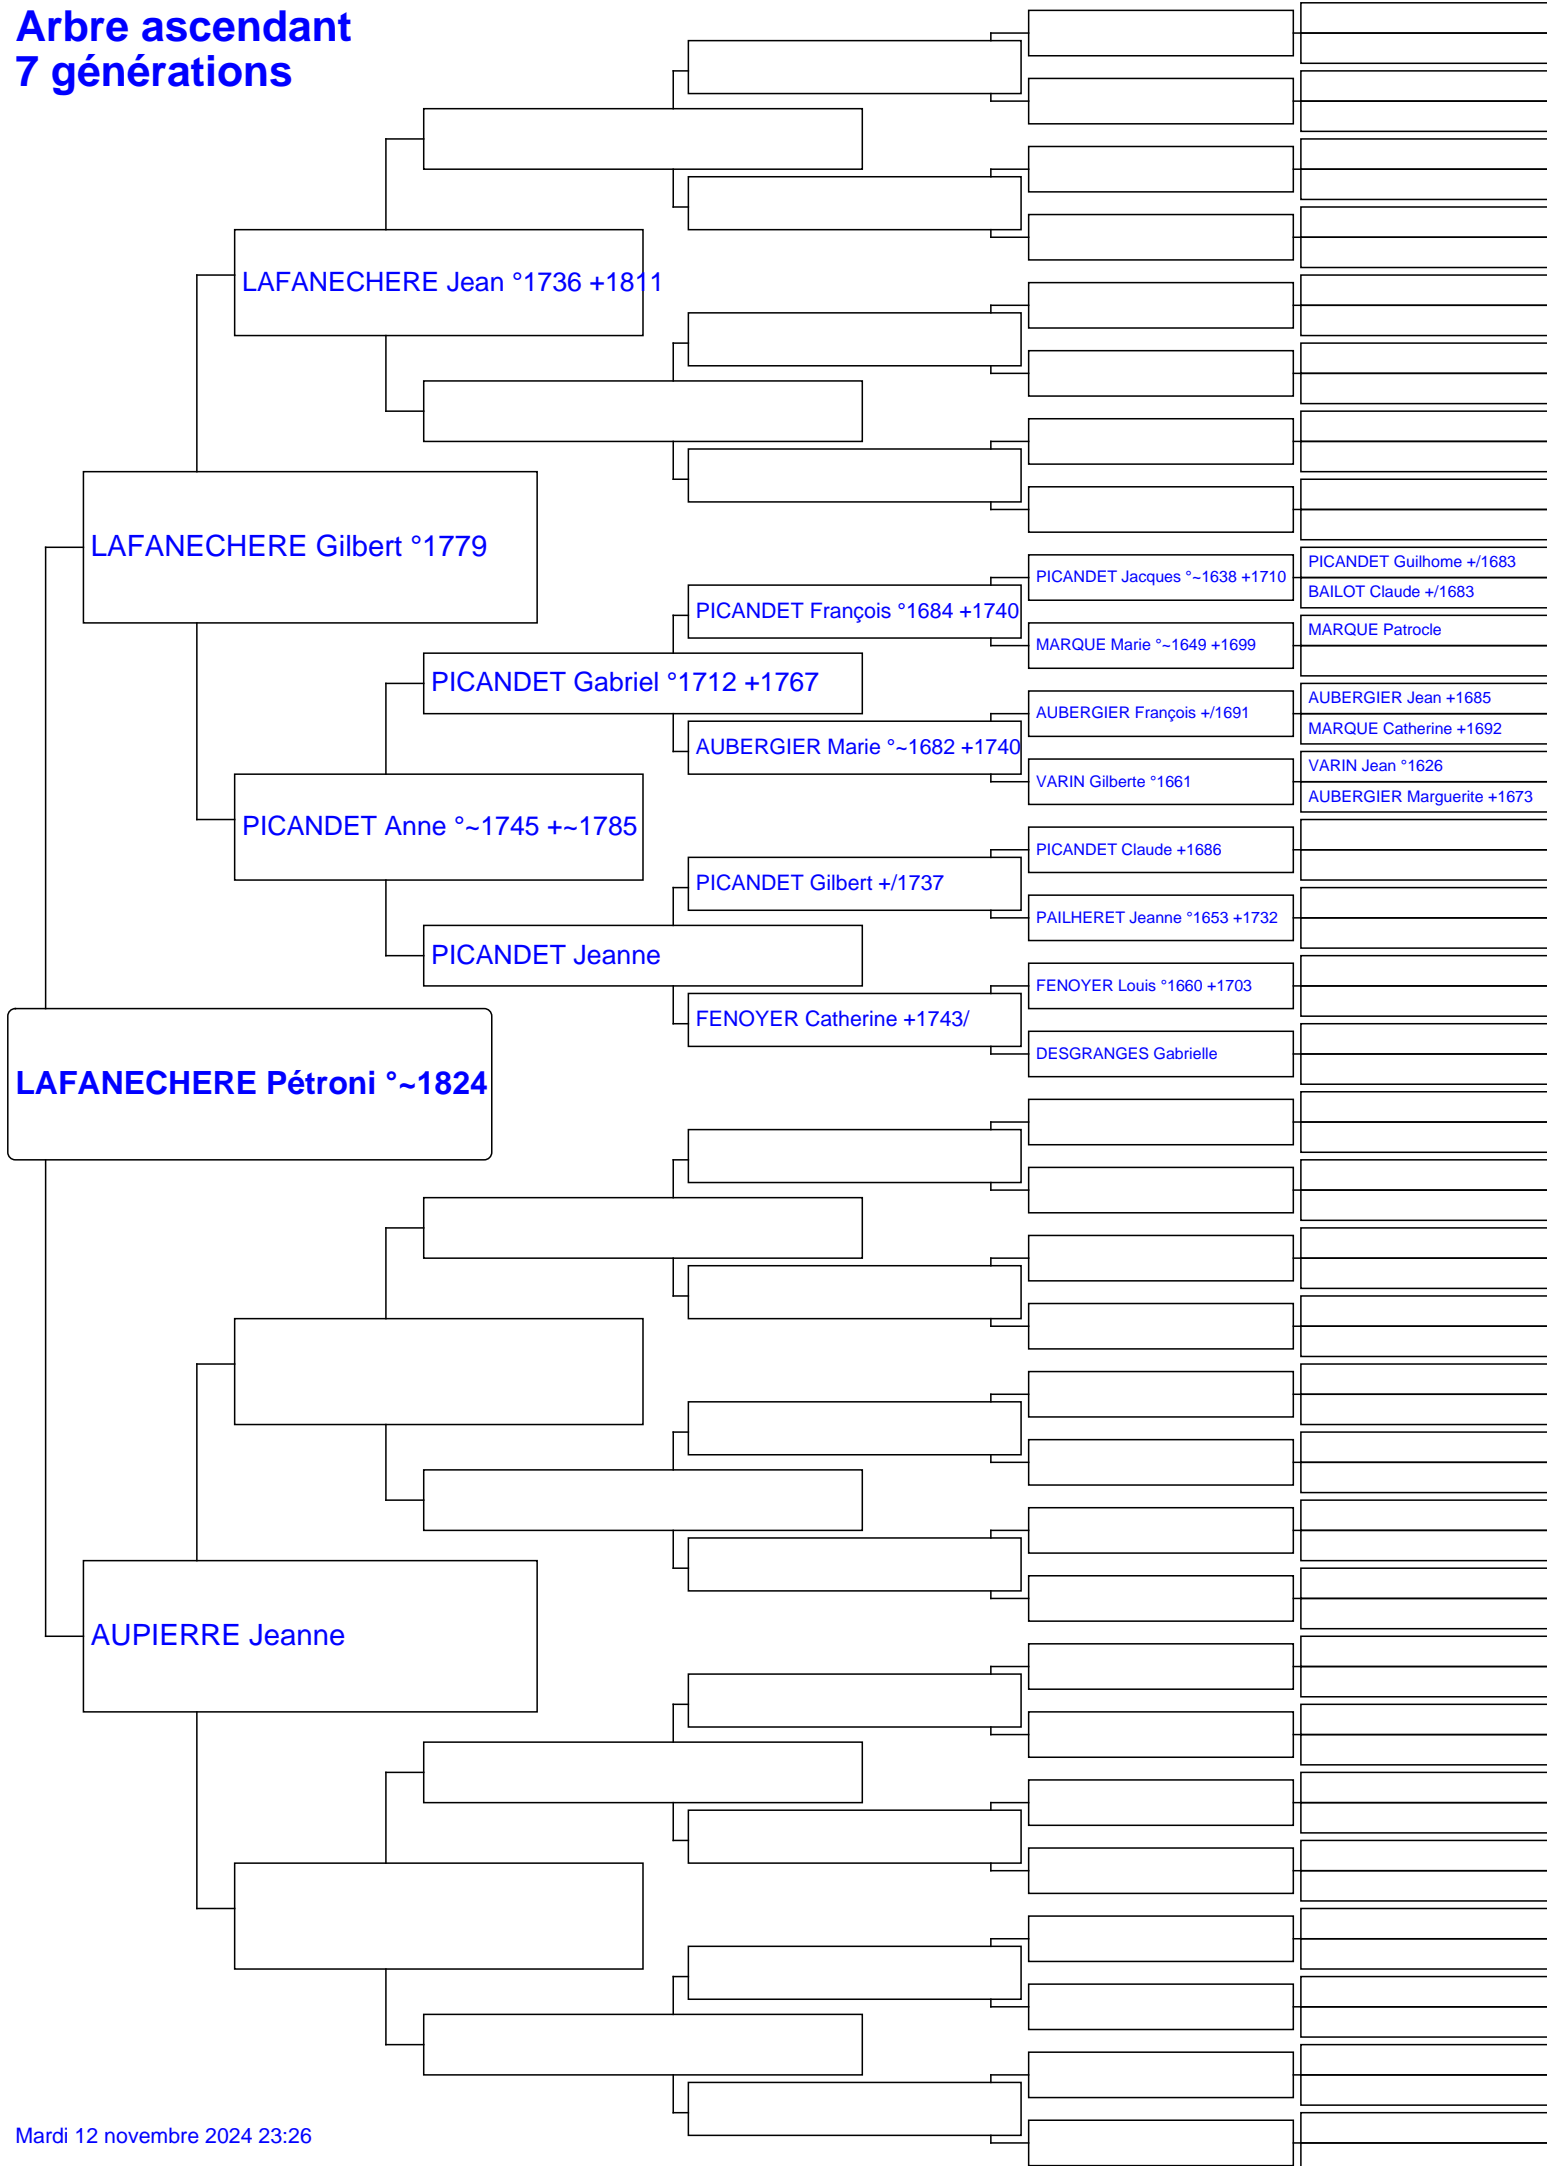 Arbre ascendant
7 générations
LAFANECHERE Jean °1736 +1811
LAFANECHERE Gilbert °1779
PICANDET Guilhome +/1683
PICANDET Jacques °~1638 +1710
BAILOT Claude +/1683
PICANDET François °1684 +1740
MARQUE Patrocle
MARQUE Marie °~1649 +1699
PICANDET Gabriel °1712 +1767
AUBERGIER Jean +1685
AUBERGIER François +/1691
MARQUE Catherine +1692
AUBERGIER Marie °~1682 +1740
VARIN Jean °1626
VARIN Gilberte °1661
AUBERGIER Marguerite +1673
PICANDET Anne °~1745 +~1785
PICANDET Claude +1686
PICANDET Gilbert +/1737
PAILHERET Jeanne °1653 +1732
PICANDET Jeanne
FENOYER Louis °1660 +1703
FENOYER Catherine +1743/
DESGRANGES Gabrielle
LAFANECHERE Pétroni °~1824
AUPIERRE Jeanne
Mardi 12 novembre 2024 23:26